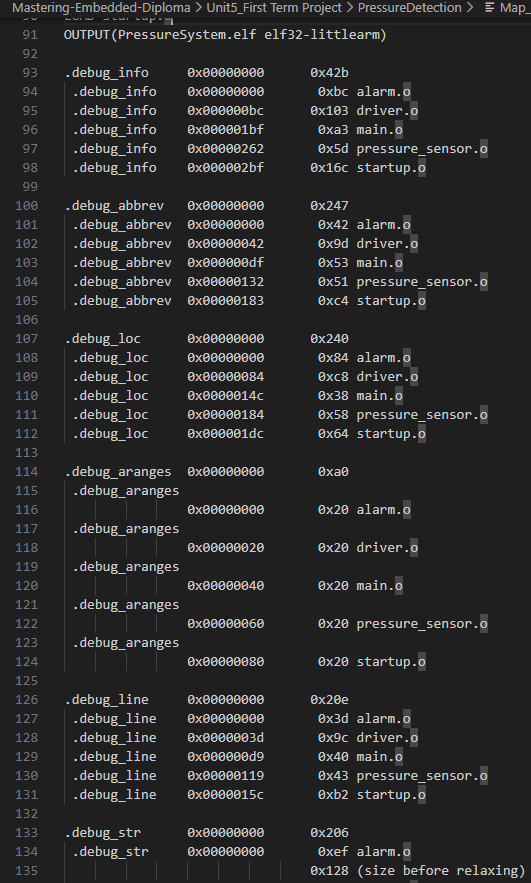 Mastering-Embedded-Diploma > Unit5_First Term Project > PressureDetection > Map_
91 OUTPUT(PressureSystem.elf elf32-littlearm)
92
93 .debug_info 0x00000000 0x42b
94 .debug_info 0x00000000 0xbc alarm.o
95 .debug_info 0x000000bc 0x103 driver.o
96 .debug_info 0x000001bf 0xa3 main.o
97 .debug_info 0x00000262 0x5d pressure_sensor.o
98 .debug_info 0x000002bf 0x16c startup.o
99
100 .debug_abbrev 0x00000000 0x247
101 .debug_abbrev 0x00000000 0x42 alarm.o
102 .debug_abbrev 0x00000042 0x9d driver.o
103 .debug_abbrev 0x000000df 0x53 main.o
104 .debug_abbrev 0x00000132 0x51 pressure_sensor.o
105 .debug_abbrev 0x00000183 0xc4 startup.o
106
107 .debug_loc 0x00000000 0x240
108 .debug_loc 0x00000000 0x84 alarm.o
109 .debug_loc 0x00000084 0xc8 driver.o
110 .debug_loc 0x0000014c 0x38 main.o
111 .debug_loc 0x00000184 0x58 pressure_sensor.o
112 .debug_loc 0x000001dc 0x64 startup.o
113
114 .debug_aranges 0x00000000 0xa0
115 .debug_aranges
116 0x00000000 0x20 alarm.o
117 .debug_aranges
118 0x00000020 0x20 driver.o
119 .debug_aranges
120 0x00000040 0x20 main.o
121 .debug_aranges
122 0x00000060 0x20 pressure_sensor.o
123 .debug_aranges
124 0x00000080 0x20 startup.o
125
126 .debug_line 0x00000000 0x20e
127 .debug_line 0x00000000 0x3d alarm.o
128 .debug_line 0x0000003d 0x9c driver.o
129 .debug_line 0x000000d9 0x40 main.o
130 .debug_line 0x00000119 0x43 pressure_sensor.o
131 .debug_line 0x0000015c 0xb2 startup.o
132
133 .debug_str 0x00000000 0x206
134 .debug_str 0x00000000 0xef alarm.o
135 0x128 (size before relaxing)